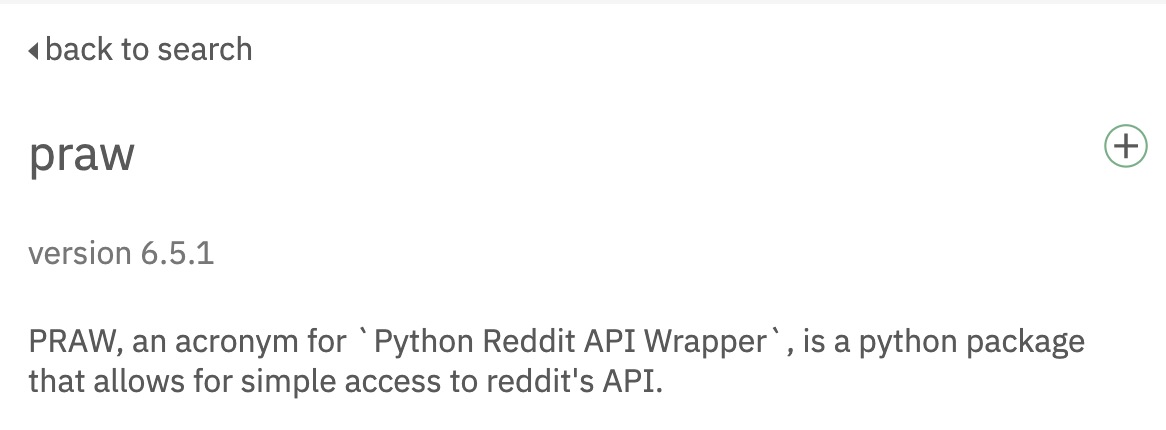 back to search
praw
version 6.5.1
PRAW, an acronym for `Python Reddit API Wrapper`, is a python package
that allows for simple access to reddit's API.